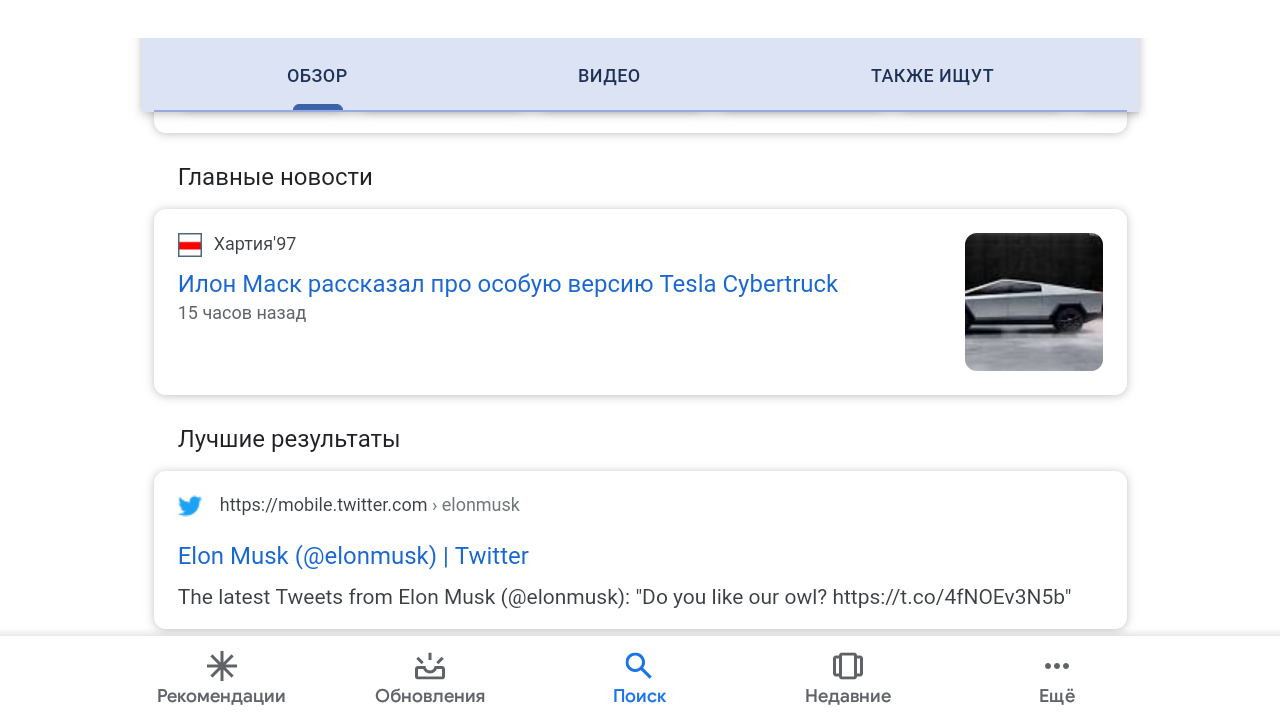 ОБЗОР ВИДЕО ТАКЖЕ ИЩУТ
Главные новости
Хартия'97
Илон Маск рассказал про особую версию Tesla Cybertruck
15 часов назад
Лучшие результаты
https://mobile.twitter.com › elonmusk
Elon Musk (@elonmusk) | Twitter
The latest Tweets from Elon Musk (@elonmusk): "Do you like our owl? https://t.co/4fNOEv3N5b"
Рекомендации Обновления Поиск Недавние Ещё